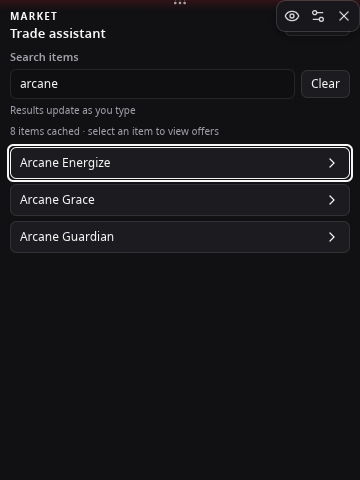 MARKET
Trade assistant
Search items
arcane
Clear
Results update as you type
8 items cached · select an item to view offers
Arcane Energize
Arcane Grace
Arcane Guardian